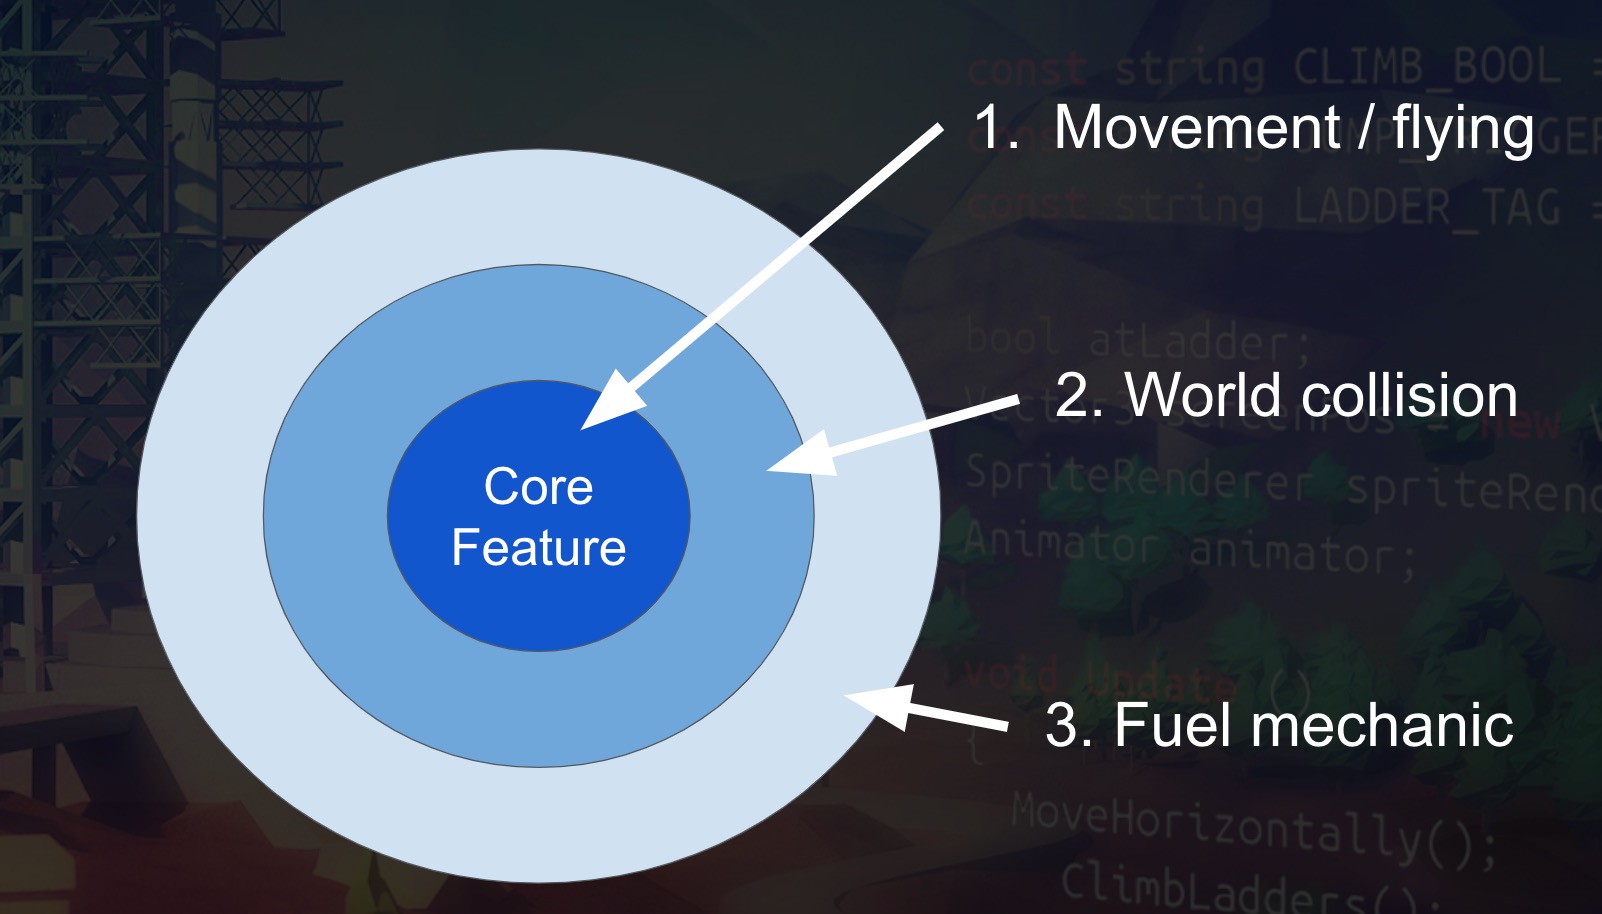 const string CLIMB_BOOL =
1. Movement / flying
const string LADDER_TAG =
bool atLadder;
2. World collision
SpriteRenderer spriteRend
Core
Feature
Animator animator;
void Update ()
3. Fuel mechanic
{
MoveHorizontally();
ClimbLadders();